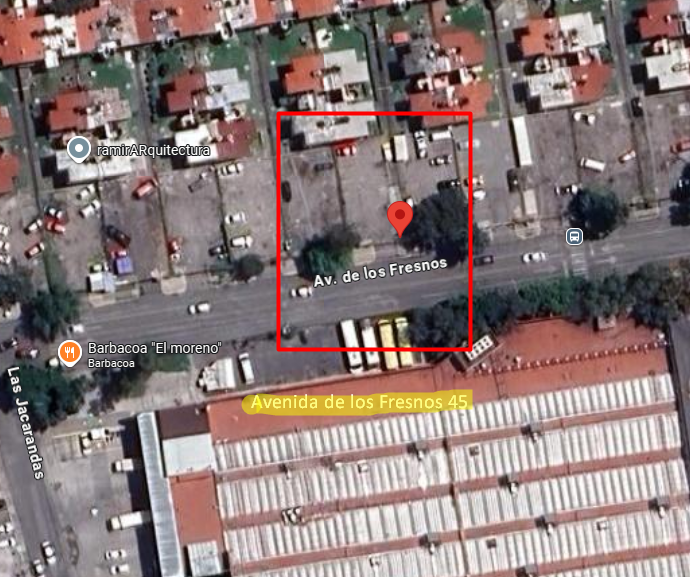 ramirARquitectura
Av. de los Fresnos
Barbacoa "El moreno"
Barbacoa
Las Jacarandas
Avenida de los Fresnos 45